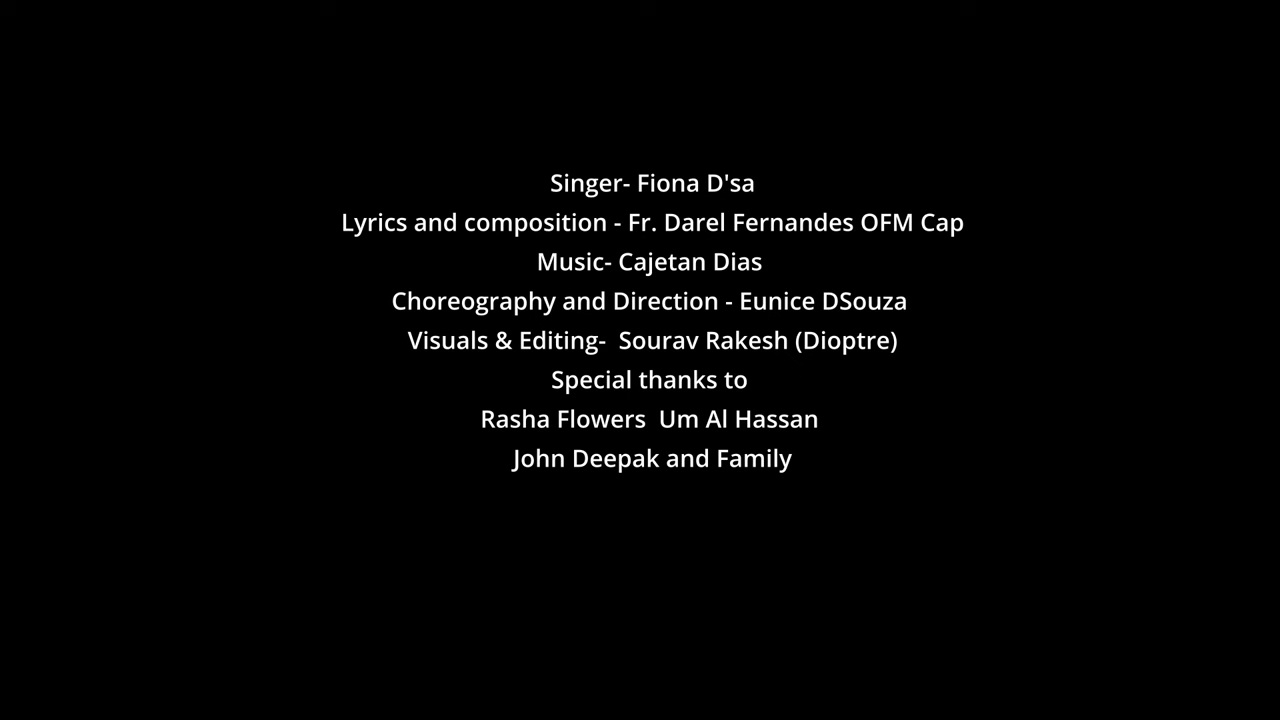 Singer- Fiona D'sa
Lyrics and composition - Fr. Darel Fernandes OFM Cap
Music- Cajetan Dias
Choreography and Direction - Eunice DSouza
Visuals & Editing-  Sourav Rakesh (Dioptre)
Special thanks to
Rasha Flowers  Um Al Hassan
John Deepak and Family